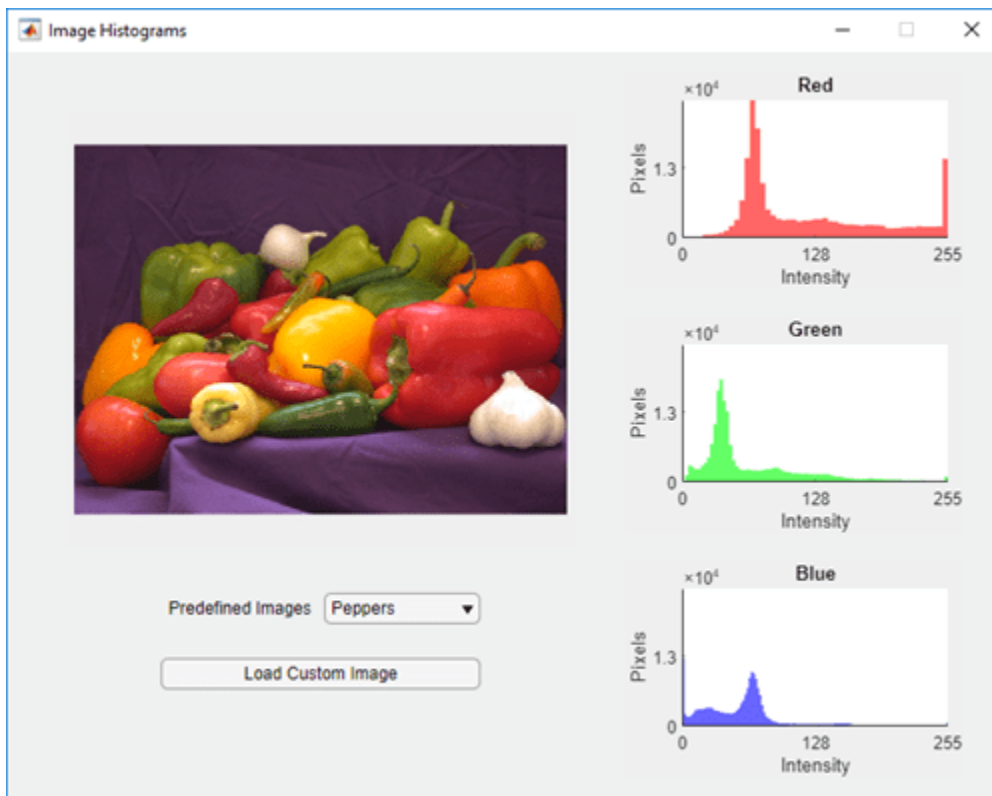 Image Histograms
Predefined Images Peppers
Load Custom Image
×10⁴ Red
Pixels
1.3
0
0 128 255
Intensity
×10⁴ Green
Pixels
1.3
0
0 128 255
Intensity
×10⁴ Blue
Pixels
1.3
0
0 128 255
Intensity